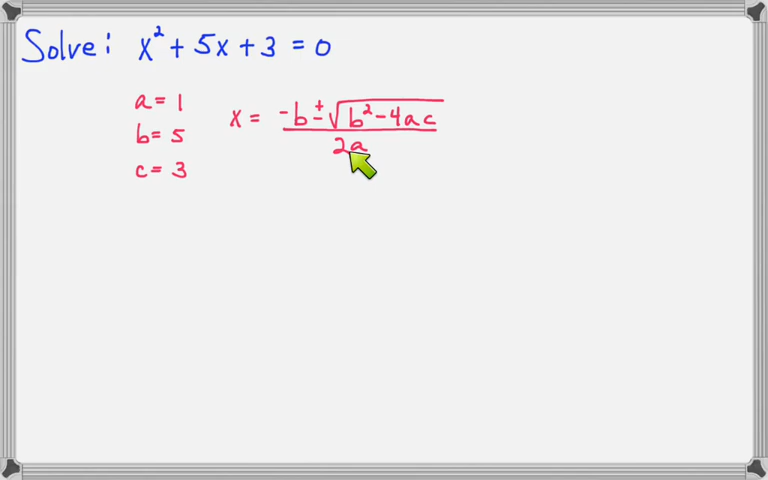 Solve: x² + 5x + 3 = 0
a = 1
b = 5
c = 3
x = -b ± √(b² - 4ac) / 2a